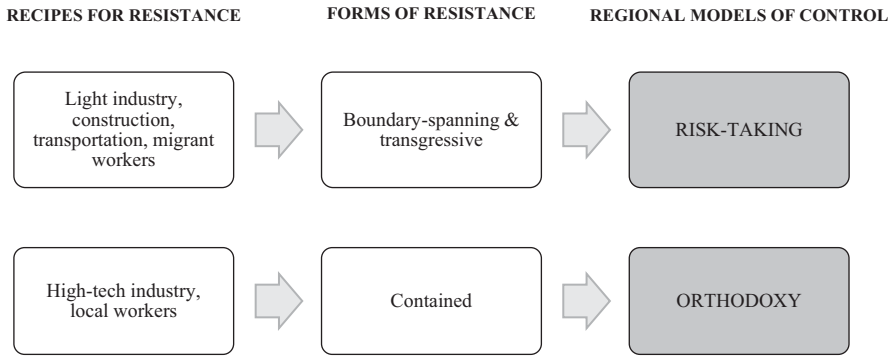 RECIPES FOR RESISTANCE
FORMS OF RESISTANCE
REGIONAL MODELS OF CONTROL
Light industry,
construction,
transportation, migrant
workers
Boundary-spanning &
transgressive
RISK-TAKING
High-tech industry,
local workers
Contained
ORTHODOXY